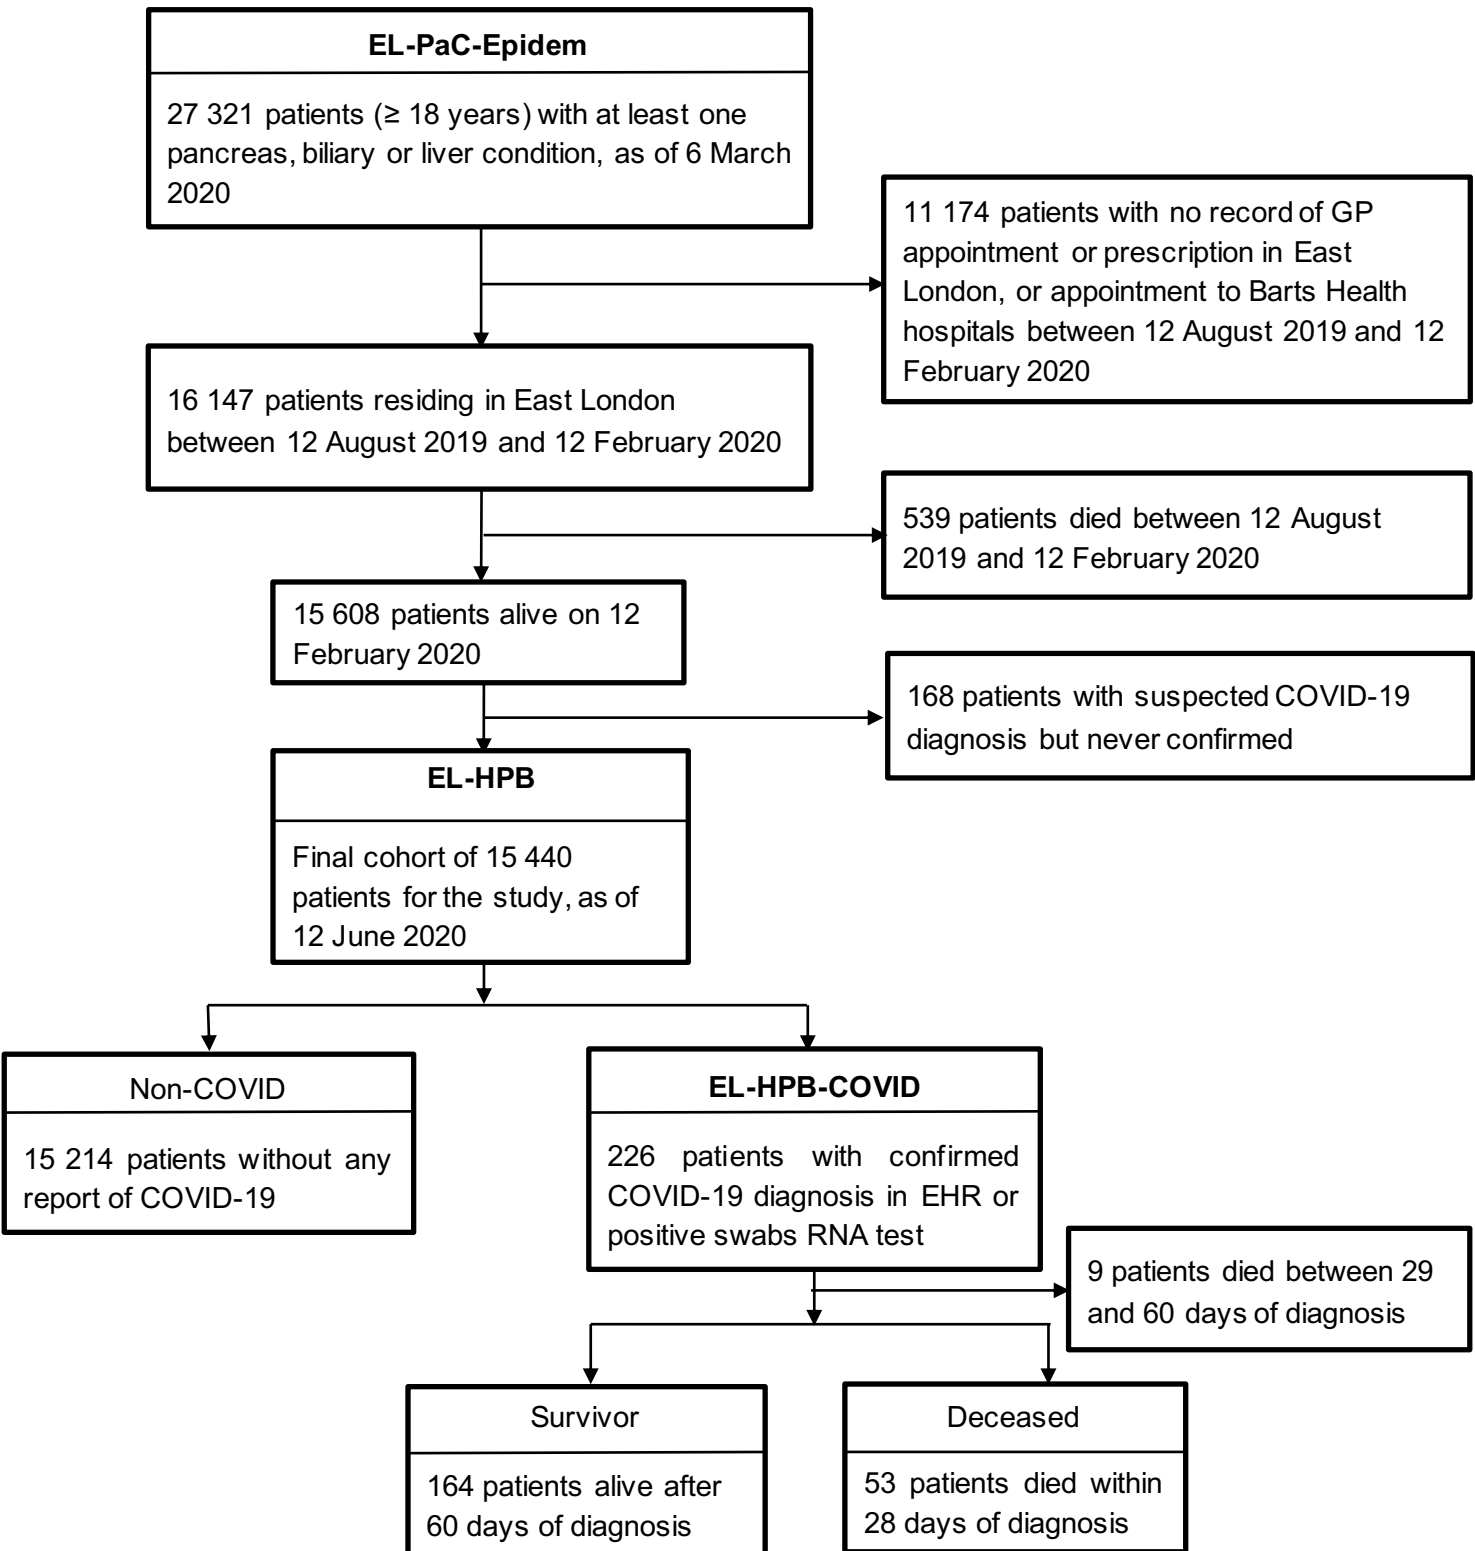 EL-PaC-Epidem
27 321 patients (≥ 18 years) with at least one
pancreas, biliary or liver condition, as of 6 March
2020
11 174 patients with no record of GP
appointment or prescription in East
London, or appointment to Barts Health
hospitals between 12 August 2019 and 12
February 2020
16 147 patients residing in East London
between 12 August 2019 and 12 February 2020
539 patients died between 12 August
2019 and 12 February 2020
15 608 patients alive on 12
February 2020
168 patients with suspected COVID-19
diagnosis but never confirmed
EL-HPB
Final cohort of 15 440
patients for the study, as of
12 June 2020
Non-COVID
15 214 patients without any
report of COVID-19
EL-HPB-COVID
226 patients with confirmed
COVID-19 diagnosis in EHR or
positive swabs RNA test
9 patients died between 29
and 60 days of diagnosis
Survivor
164 patients alive after
60 days of diagnosis
Deceased
53 patients died within
28 days of diagnosis